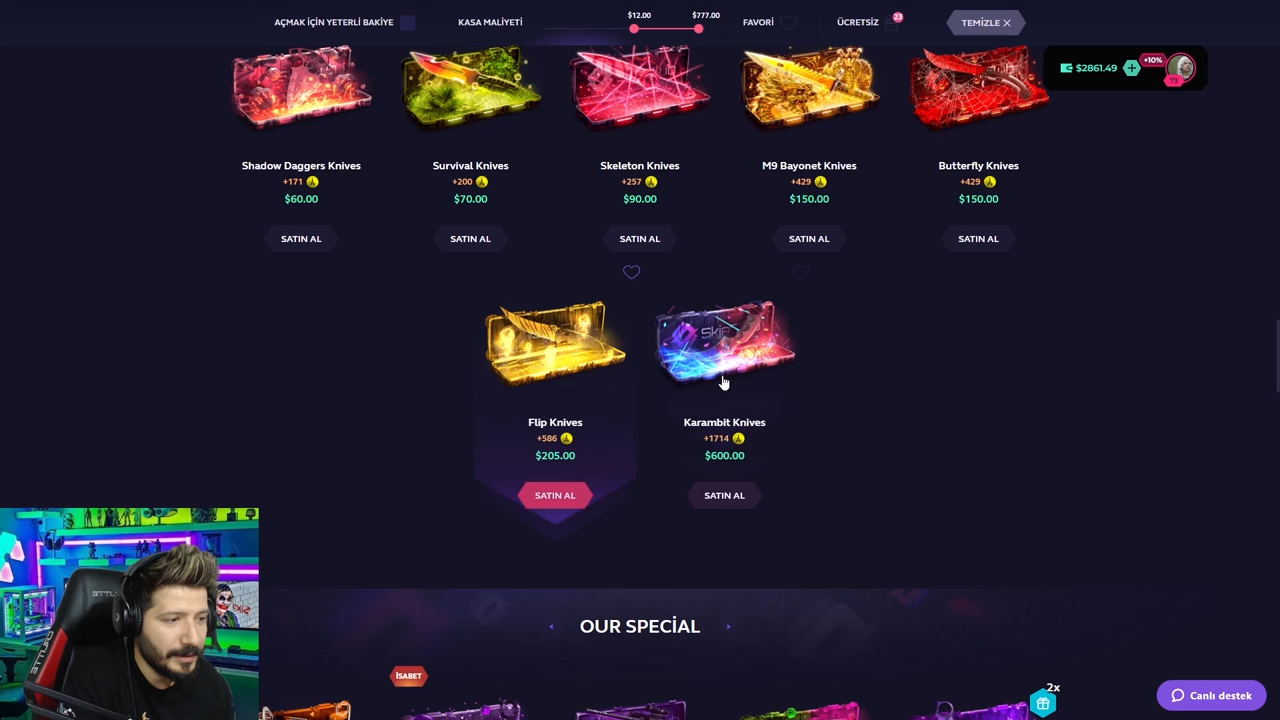 AÇMAK İÇİN YETERLİ BAKİYE
KASA MALİYETİ
$12.00
$777.00
FAVORİ
ÜCRETSİZ
23
TEMİZLE ✕
$2861.49
+10%
Shadow Daggers Knives
+171
$60.00
SATIN AL
Survival Knives
+200
$70.00
SATIN AL
Skeleton Knives
+257
$90.00
SATIN AL
M9 Bayonet Knives
+429
$150.00
SATIN AL
Butterfly Knives
+429
$150.00
SATIN AL
Flip Knives
+586
$205.00
SATIN AL
Karambit Knives
+1714
$600.00
SATIN AL
OUR SPECIAL
İSABET
2x
Canlı destek